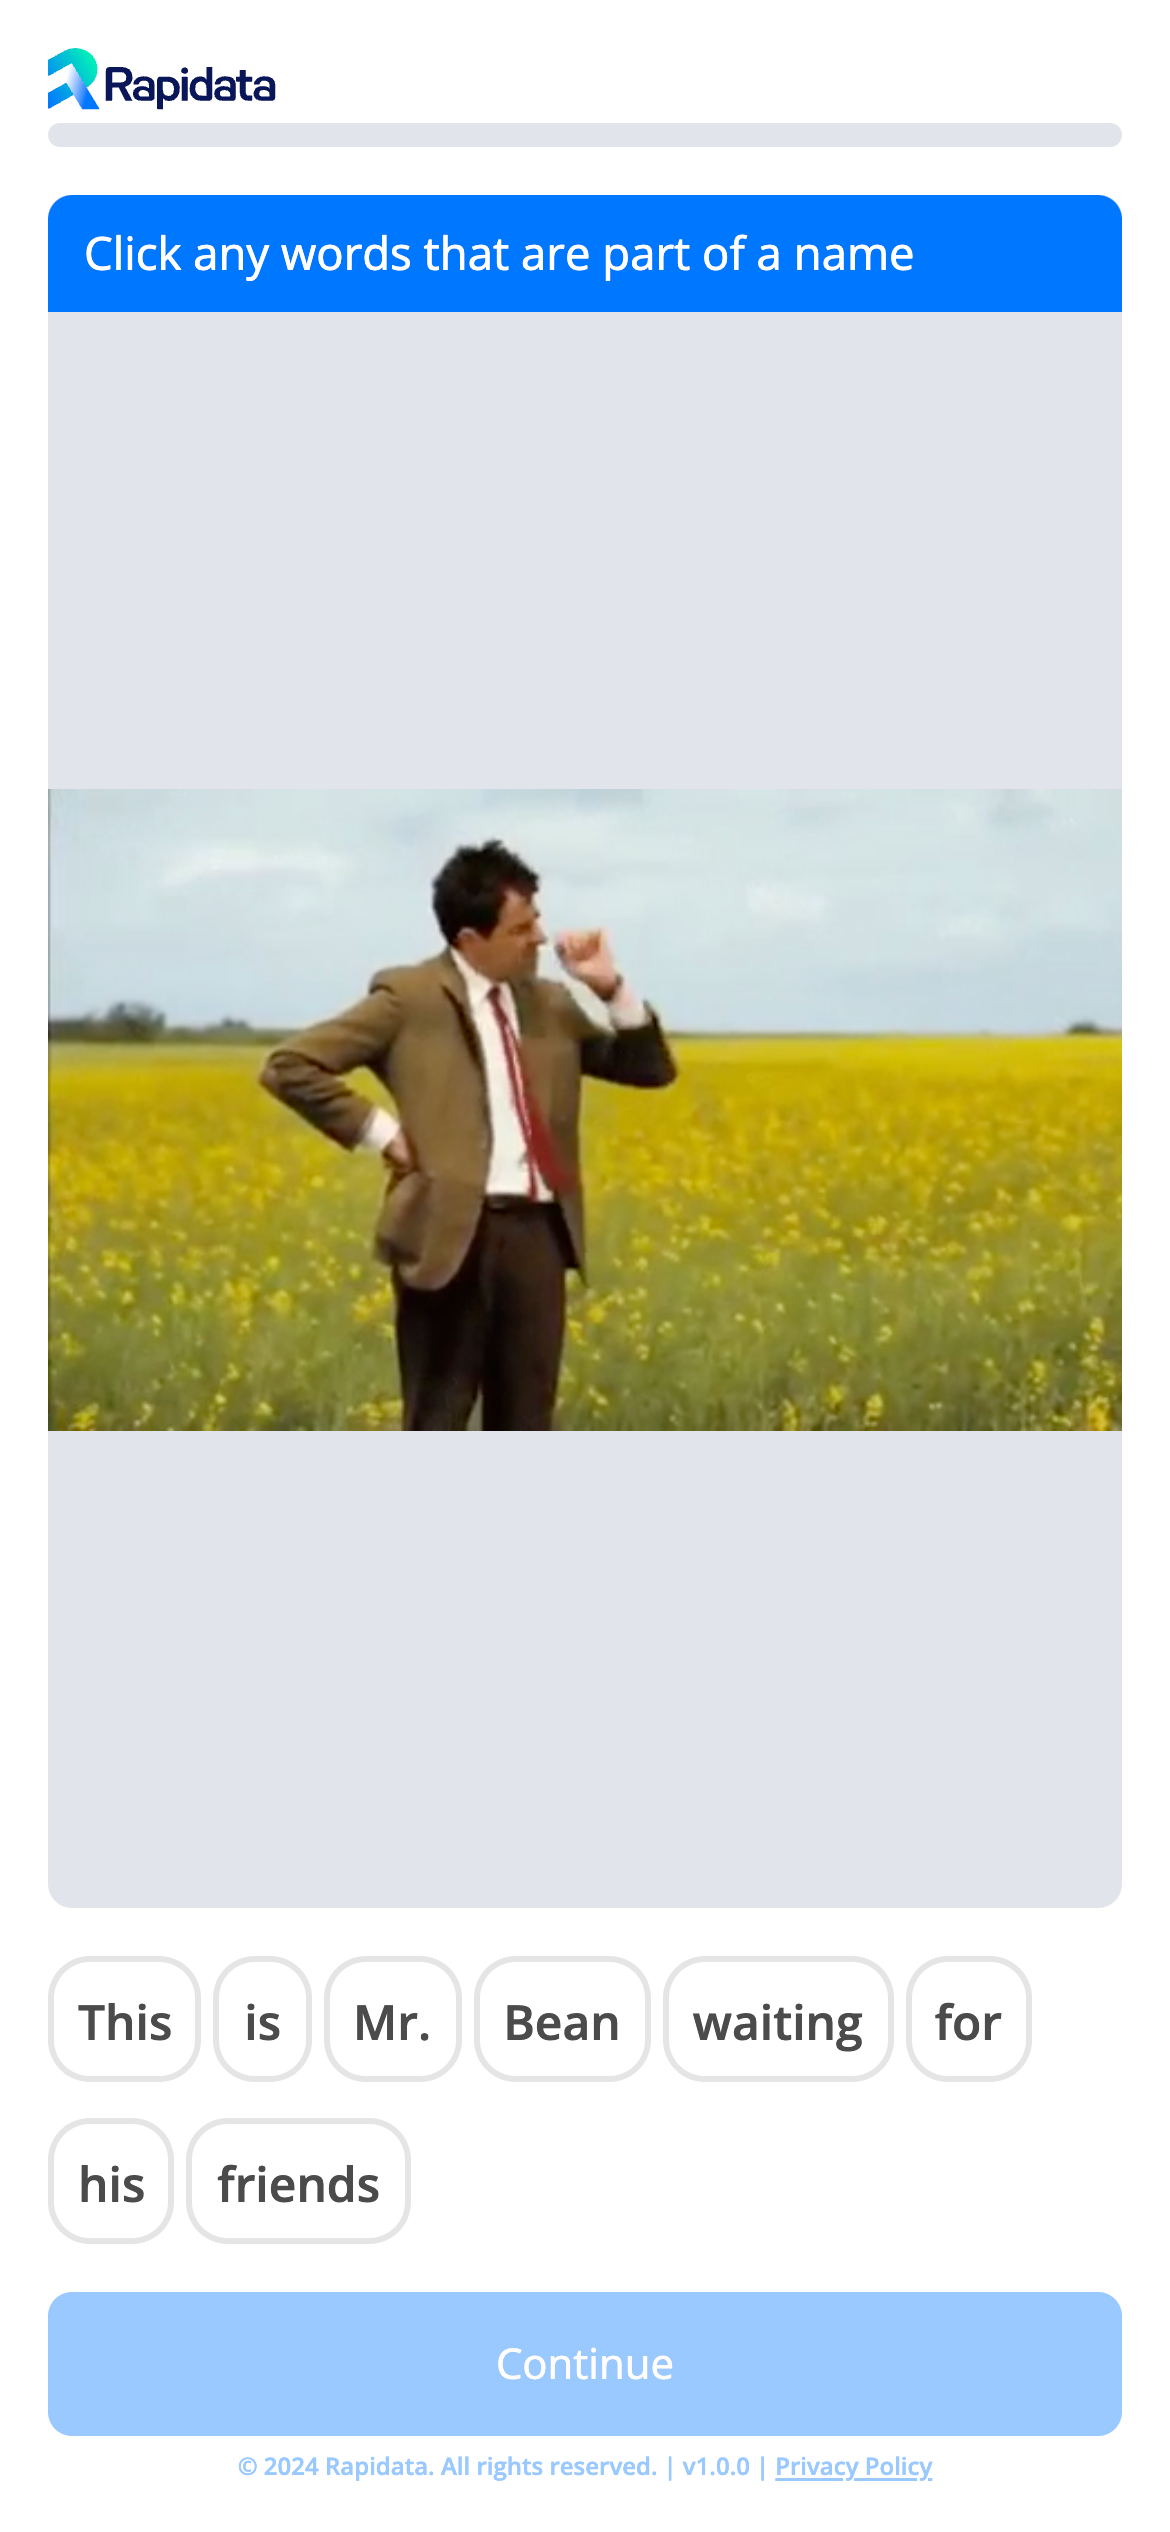 Rapidata
Click any words that are part of a name
This is Mr. Bean waiting for
his friends
Continue
© 2024 Rapidata. All rights reserved. | v1.0.0 | Privacy Policy